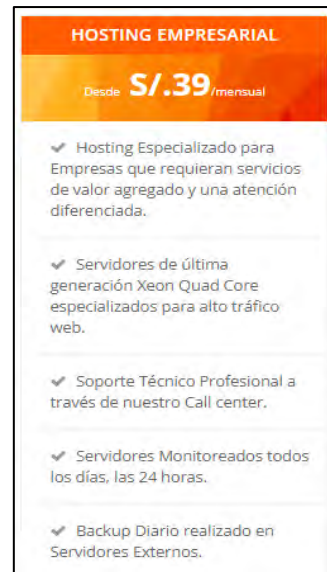 HOSTING EMPRESARIAL
Desde S/.39/mensual
✔ Hosting Especializado para
Empresas que requieran servicios
de valor agregado y una atención
diferenciada.
✔ Servidores de última
generación Xeon Quad Core
especializados para alto tráfico
web.
✔ Soporte Técnico Profesional a
través de nuestro Call center.
✔ Servidores Monitoreados todos
los días, las 24 horas.
✔ Backup Diario realizado en
Servidores Externos.